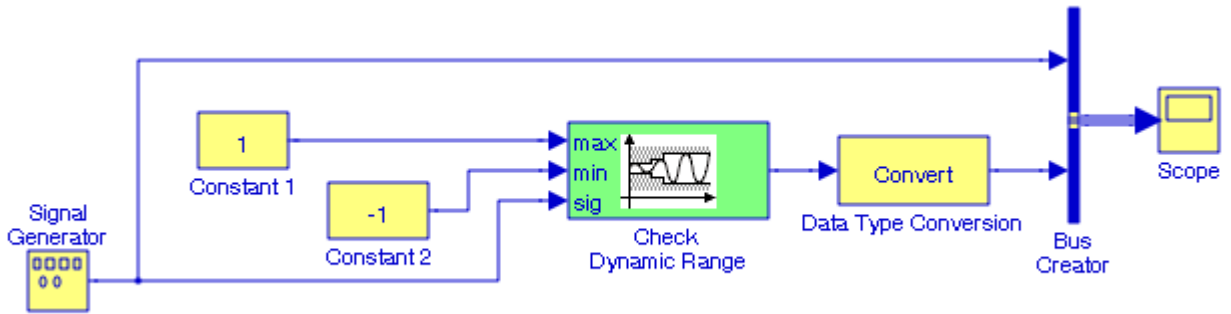 1
Constant 1
-1
Constant 2
Signal
Generator
max
min
sig
Check
Dynamic Range
Convert
Data Type Conversion
Bus
Creator
Scope